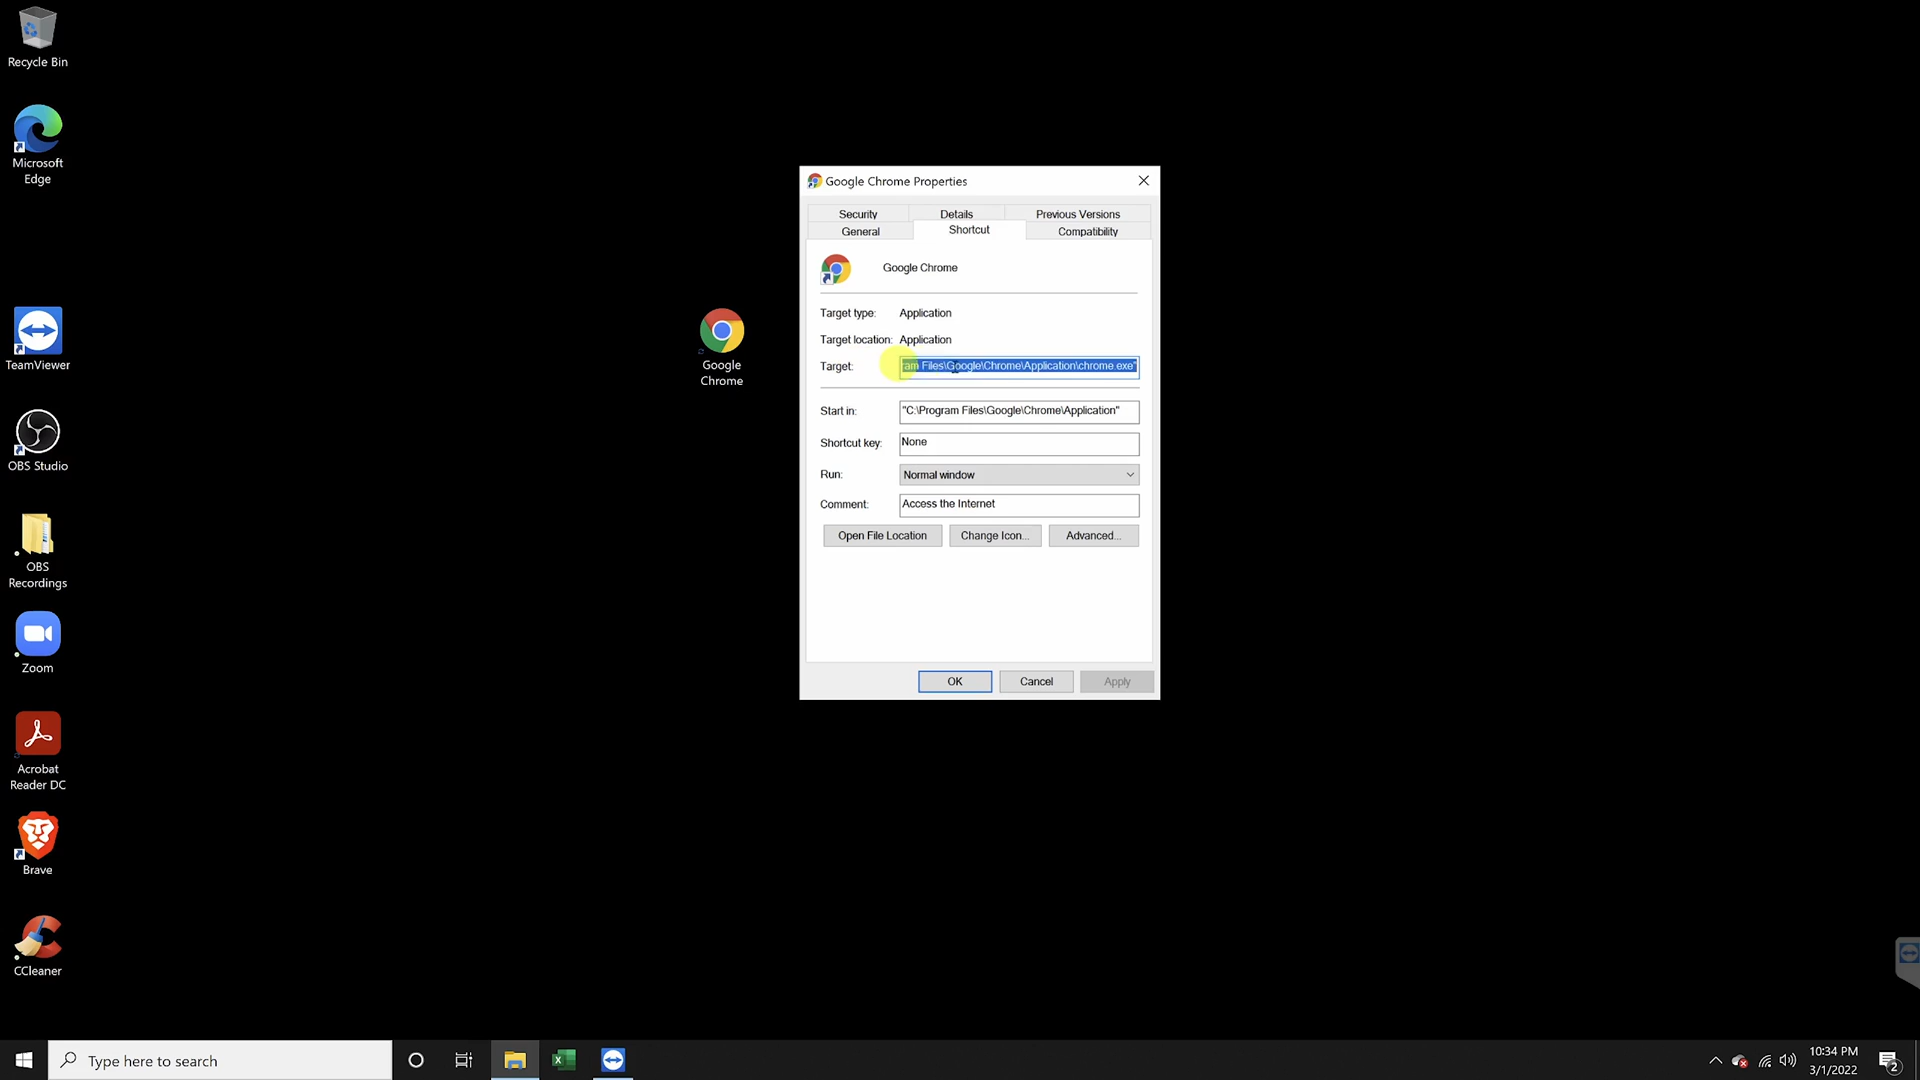 Recycle Bin
Microsoft
Edge
TeamViewer
OBS Studio
OBS
Recordings
Zoom
Acrobat
Reader DC
Brave
CCleaner
Google
Chrome
Google Chrome Properties
Security Details Previous Versions
General Shortcut Compatibility
Google Chrome
Target type: Application
Target location: Application
Target: ram Files\Google\Chrome\Application\chrome.exe"
Start in: "C:\Program Files\Google\Chrome\Application"
Shortcut key: None
Run: Normal window
Comment: Access the Internet
Open File Location Change Icon... Advanced...
OK Cancel Apply
Type here to search
10:34 PM
3/1/2022
2